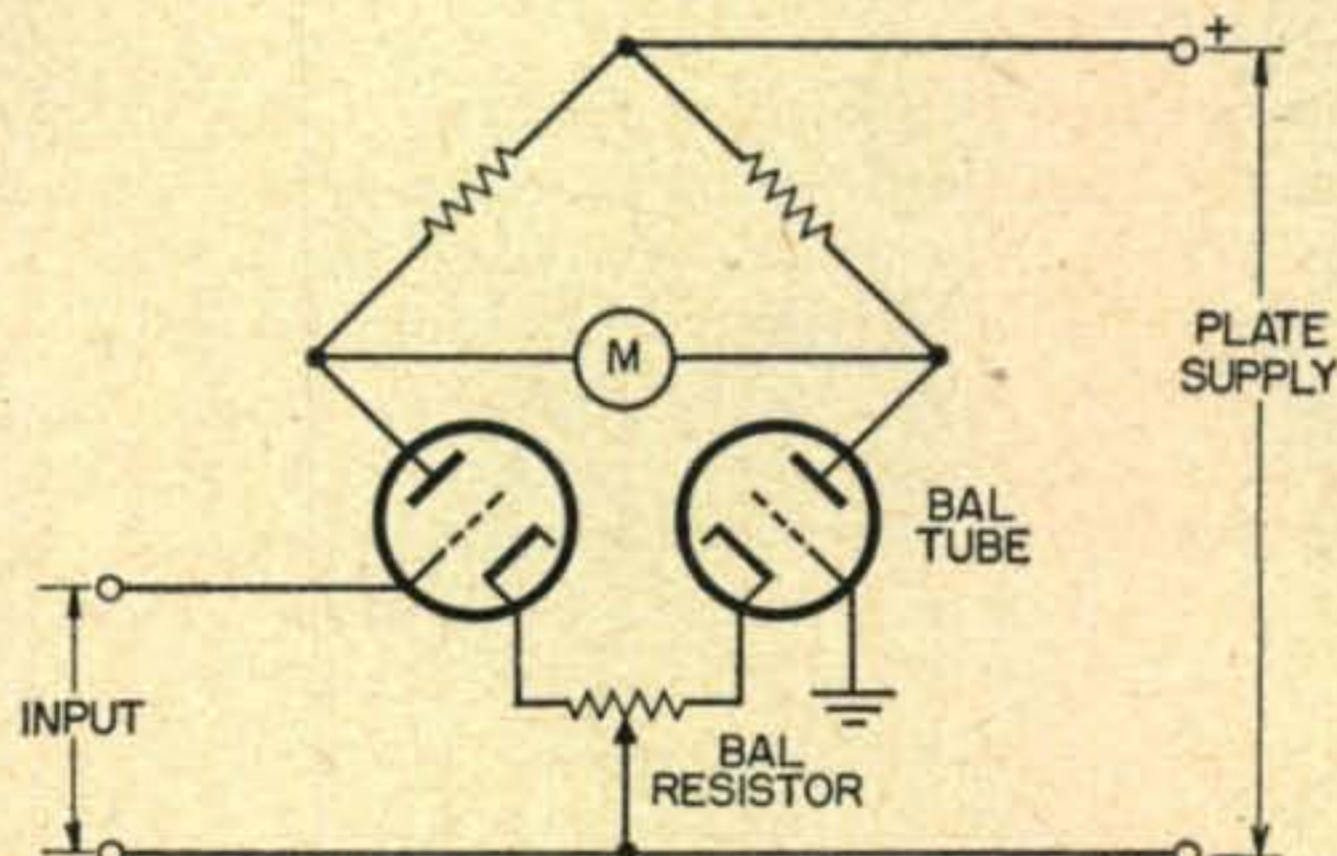 +
PLATE
SUPPLY
M
BAL
TUBE
INPUT
BAL
RESISTOR